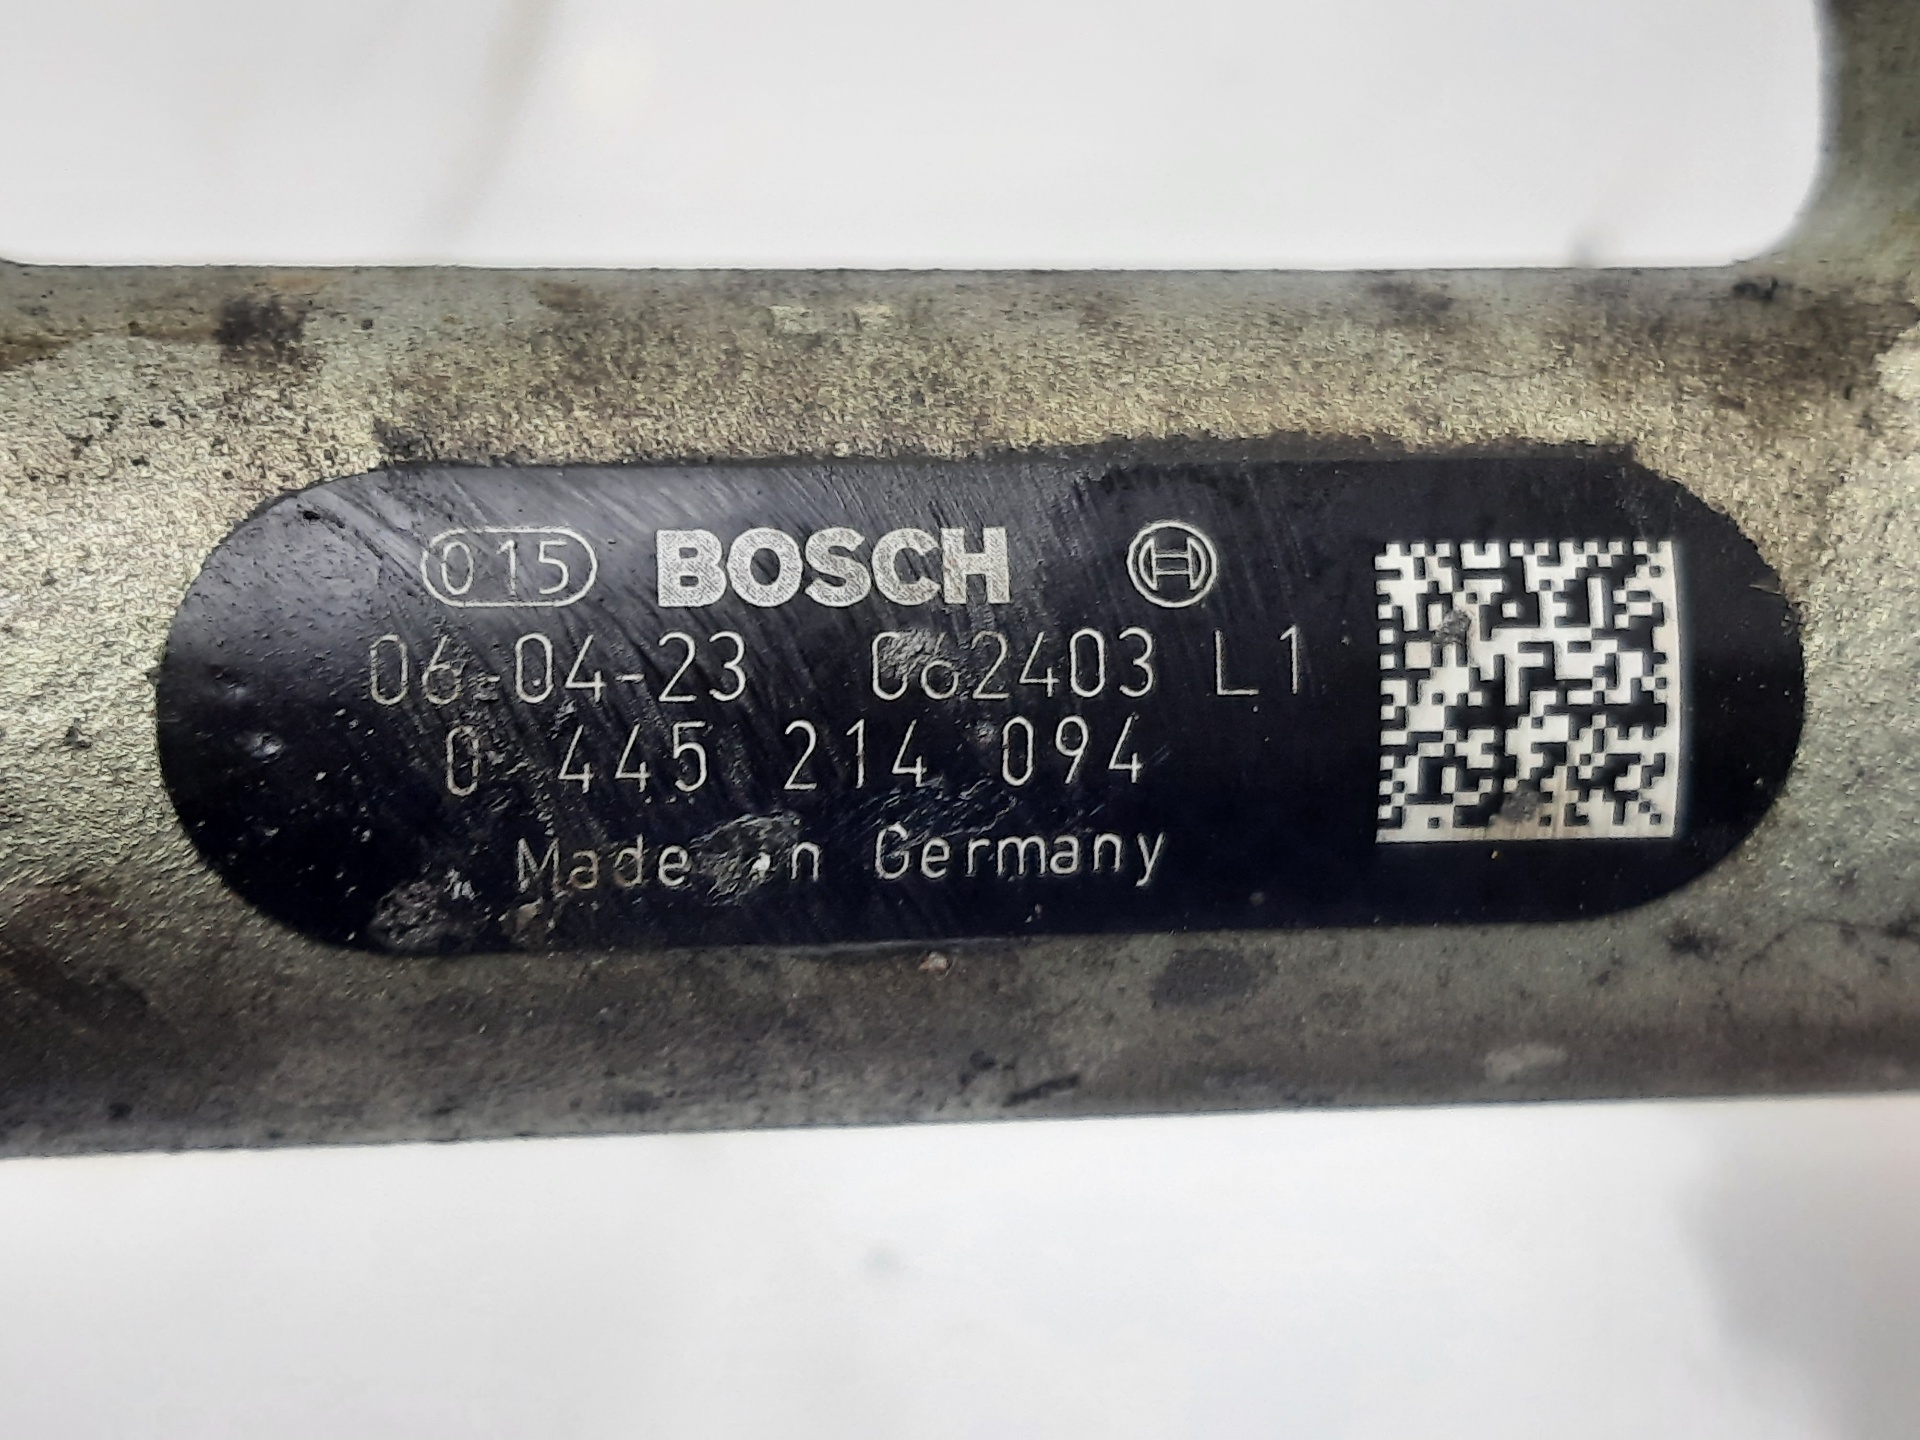 015 BOSCH
06-04-23 062403 L1
0 445 214 094
Made in Germany